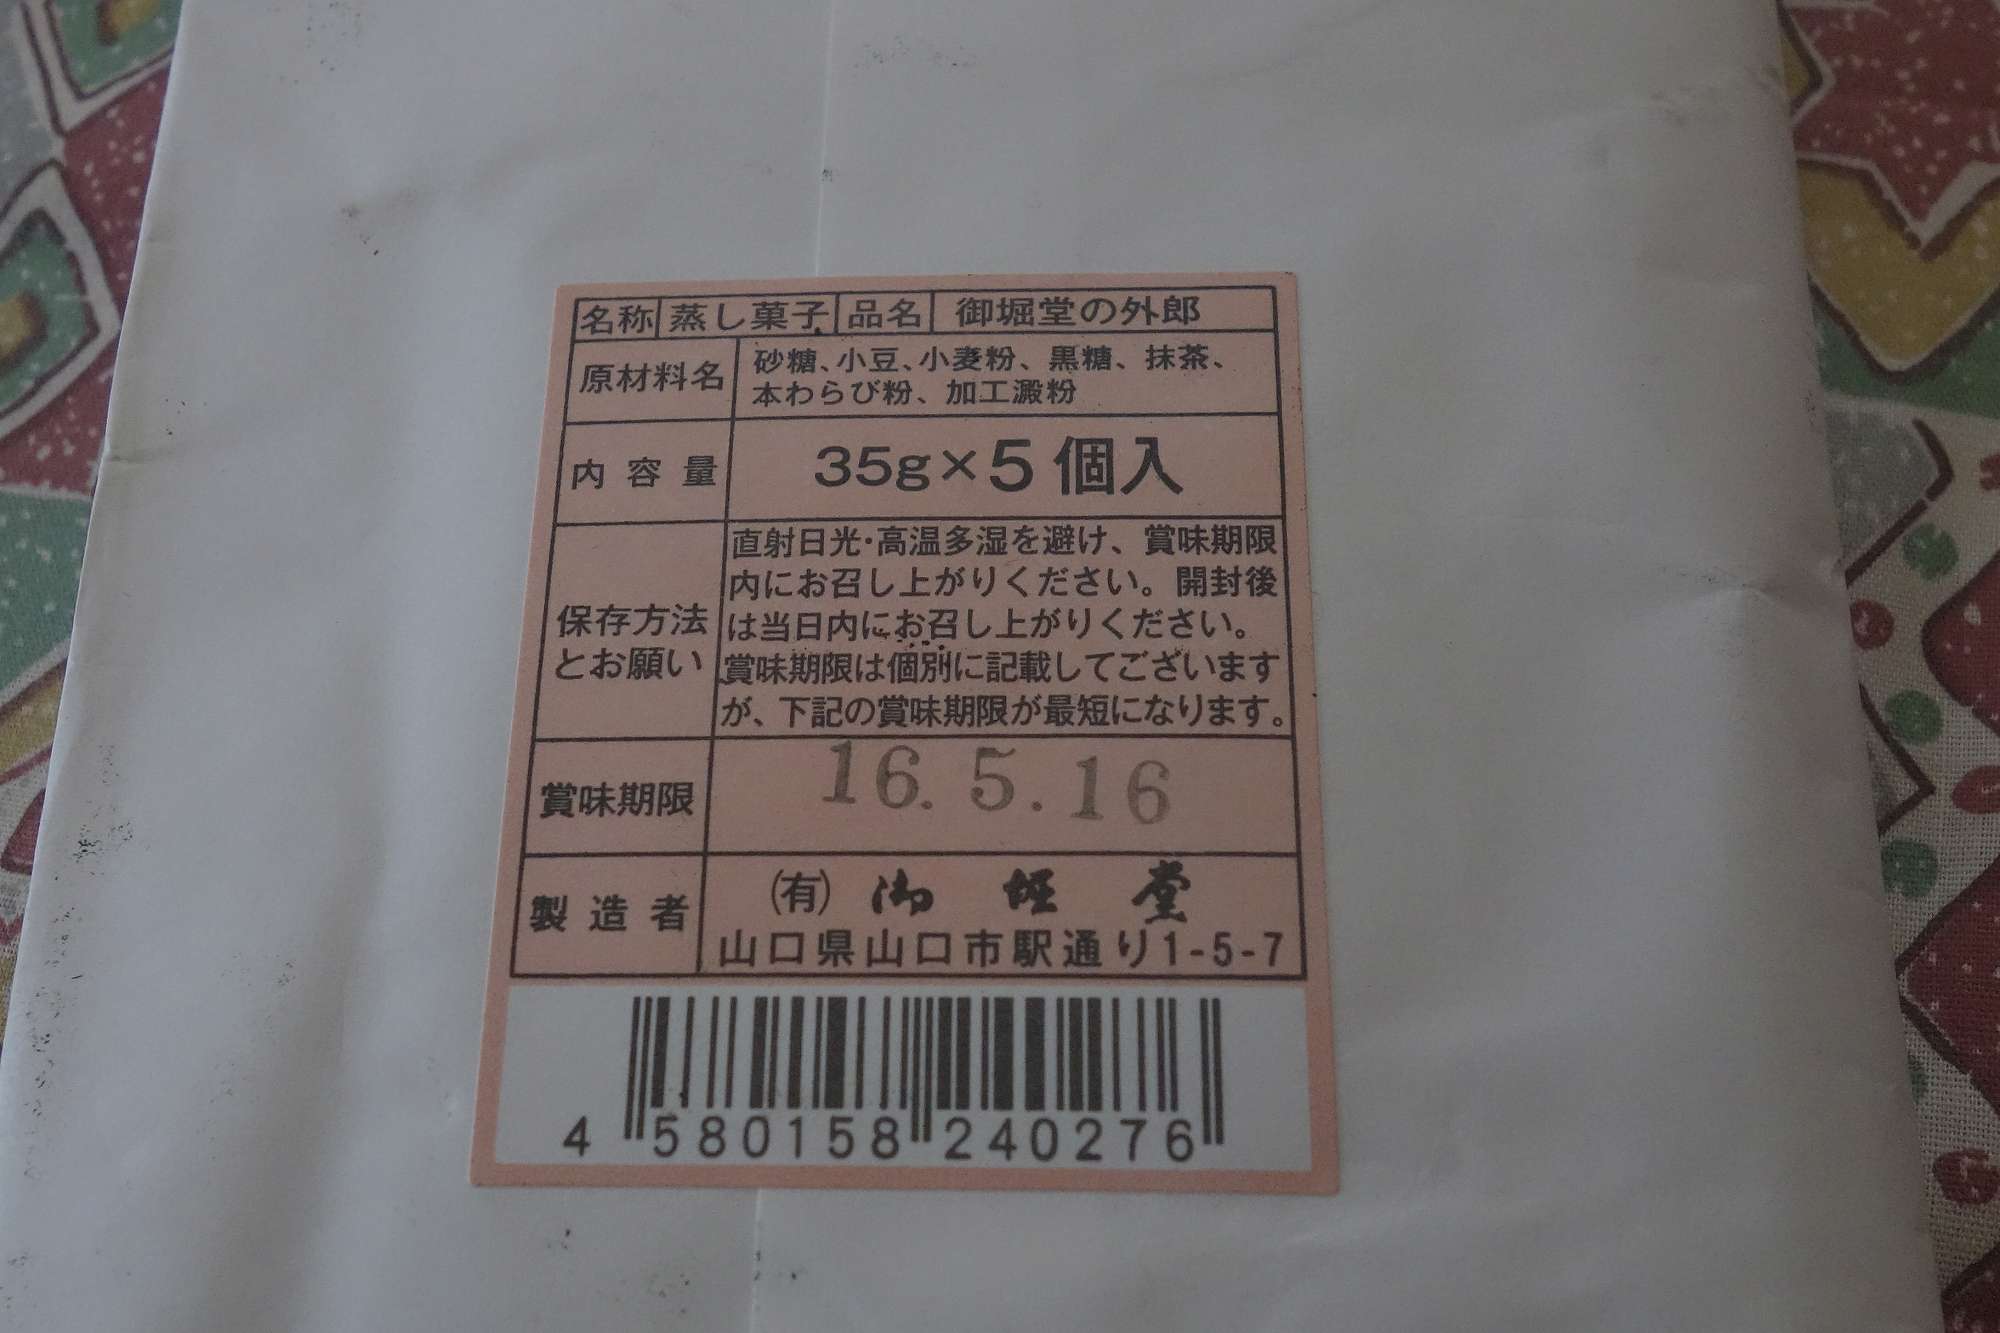 名称 蒸し菓子 品名 御堀堂の外郎
原材料名 砂糖、小豆、小麦粉、黒糖、抹茶、
本わらび粉、加工澱粉
内容量 35g×5個入
保存方法とお願い
直射日光・高温多湿を避け、賞味期限
内にお召し上がりください。開封後
は当日内にお召し上がりください。
賞味期限は個別に記載してございます
が、下記の賞味期限が最短になります。
賞味期限 16.5.16
製造者 (有) 御堀堂
山口県山口市駅通り1-5-7
4 580158 240276